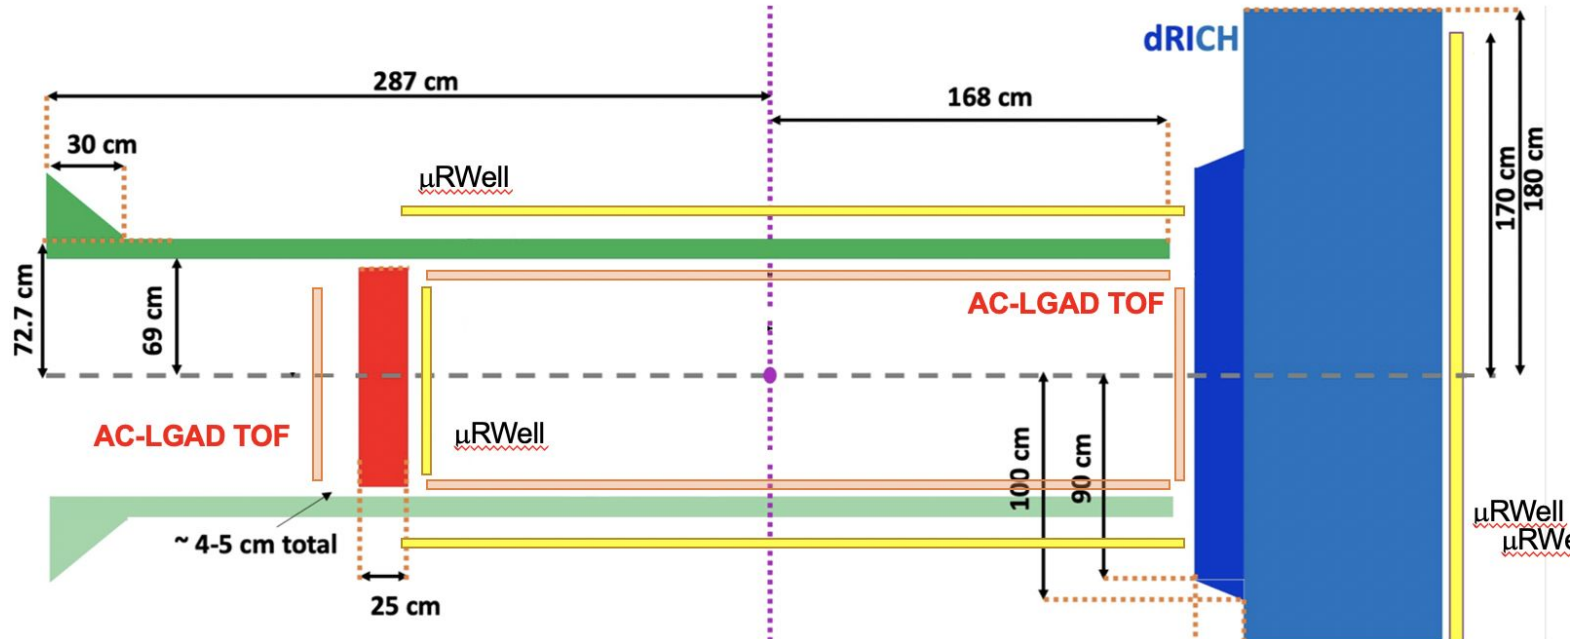 dRICH
287 cm
168 cm
30 cm
μRWell
170 cm
180 cm
72.7 cm
69 cm
AC-LGAD TOF
AC-LGAD TOF
μRWell
100 cm
90 cm
μRWell
μRWe
~ 4-5 cm total
25 cm